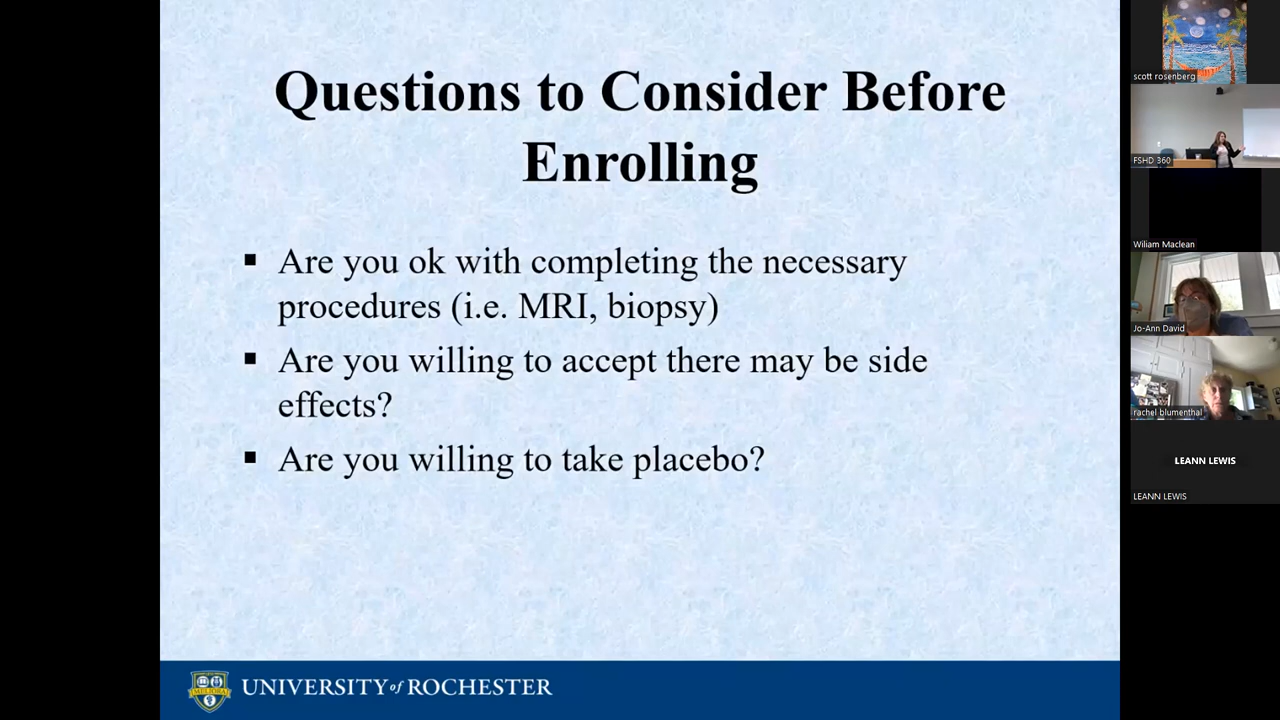 Questions to Consider Before
Enrolling
▪ Are you ok with completing the necessary
procedures (i.e. MRI, biopsy)
▪ Are you willing to accept there may be side
effects?
▪ Are you willing to take placebo?
MELIORA
UNIVERSITY of ROCHESTER
scott rosenberg
FSHD 360
Wiliam Maclean
Jo-Ann David
rachel blumenthal
LEANN LEWIS
LEANN LEWIS